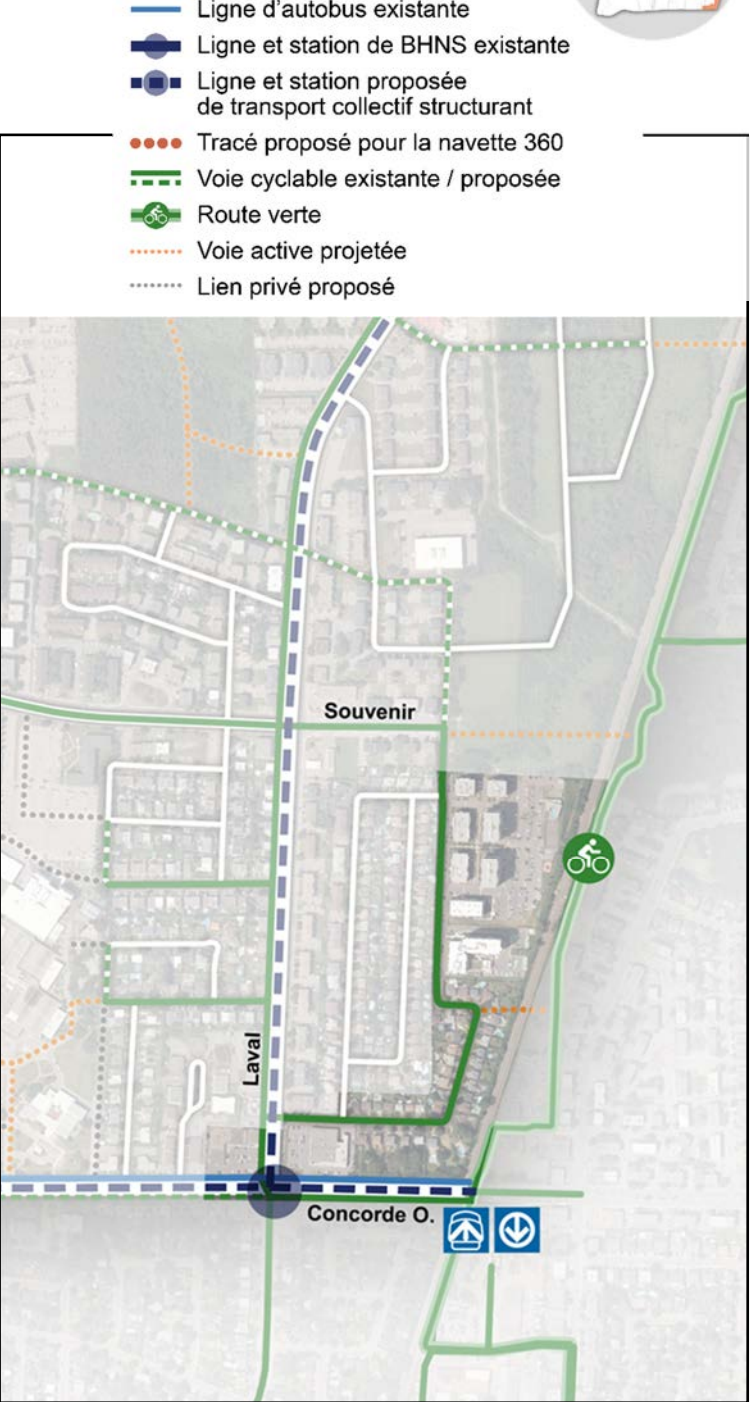 Ligne d'autobus existante
Ligne et station de BHNS existante
Ligne et station proposée
de transport collectif structurant
Tracé proposé pour la navette 360
Voie cyclable existante / proposée
Route verte
Voie active projetée
Lien privé proposé
Souvenir
Laval
Concorde O.